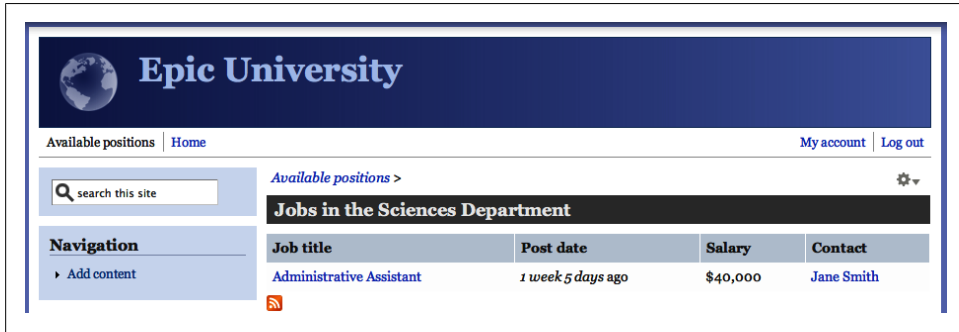 Epic University
Available positions Home My account Log out
search this site
Navigation
Add content
Available positions >
Jobs in the Sciences Department
Job title Post date Salary Contact
Administrative Assistant 1 week 5 days ago $40,000 Jane Smith